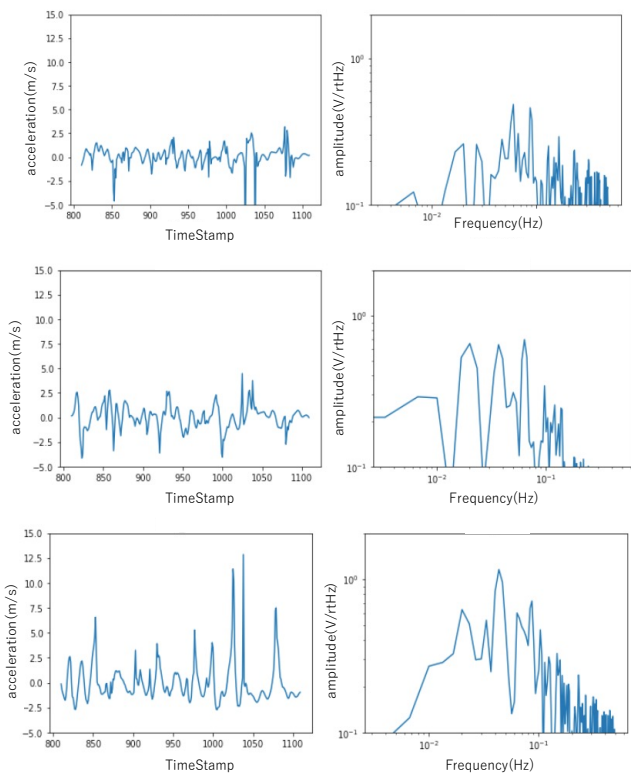 acceleration(m/s)
15.0
12.5
10.0
7.5
5.0
2.5
0.0
−2.5
−5.0
800 850 900 950 1000 1050 1100
TimeStamp
amplitude(V/rtHz)
10⁰
10⁻¹
10⁻² 10⁻¹
Frequency(Hz)
acceleration(m/s)
15.0
12.5
10.0
7.5
5.0
2.5
0.0
−2.5
−5.0
800 850 900 950 1000 1050 1100
TimeStamp
amplitude(V/rtHz)
10⁰
10⁻¹
10⁻² 10⁻¹
Frequency(Hz)
acceleration(m/s)
15.0
12.5
10.0
7.5
5.0
2.5
0.0
−2.5
−5.0
800 850 900 950 1000 1050 1100
TimeStamp
amplitude(V/rtHz)
10⁰
10⁻¹
10⁻² 10⁻¹
Frequency(Hz)